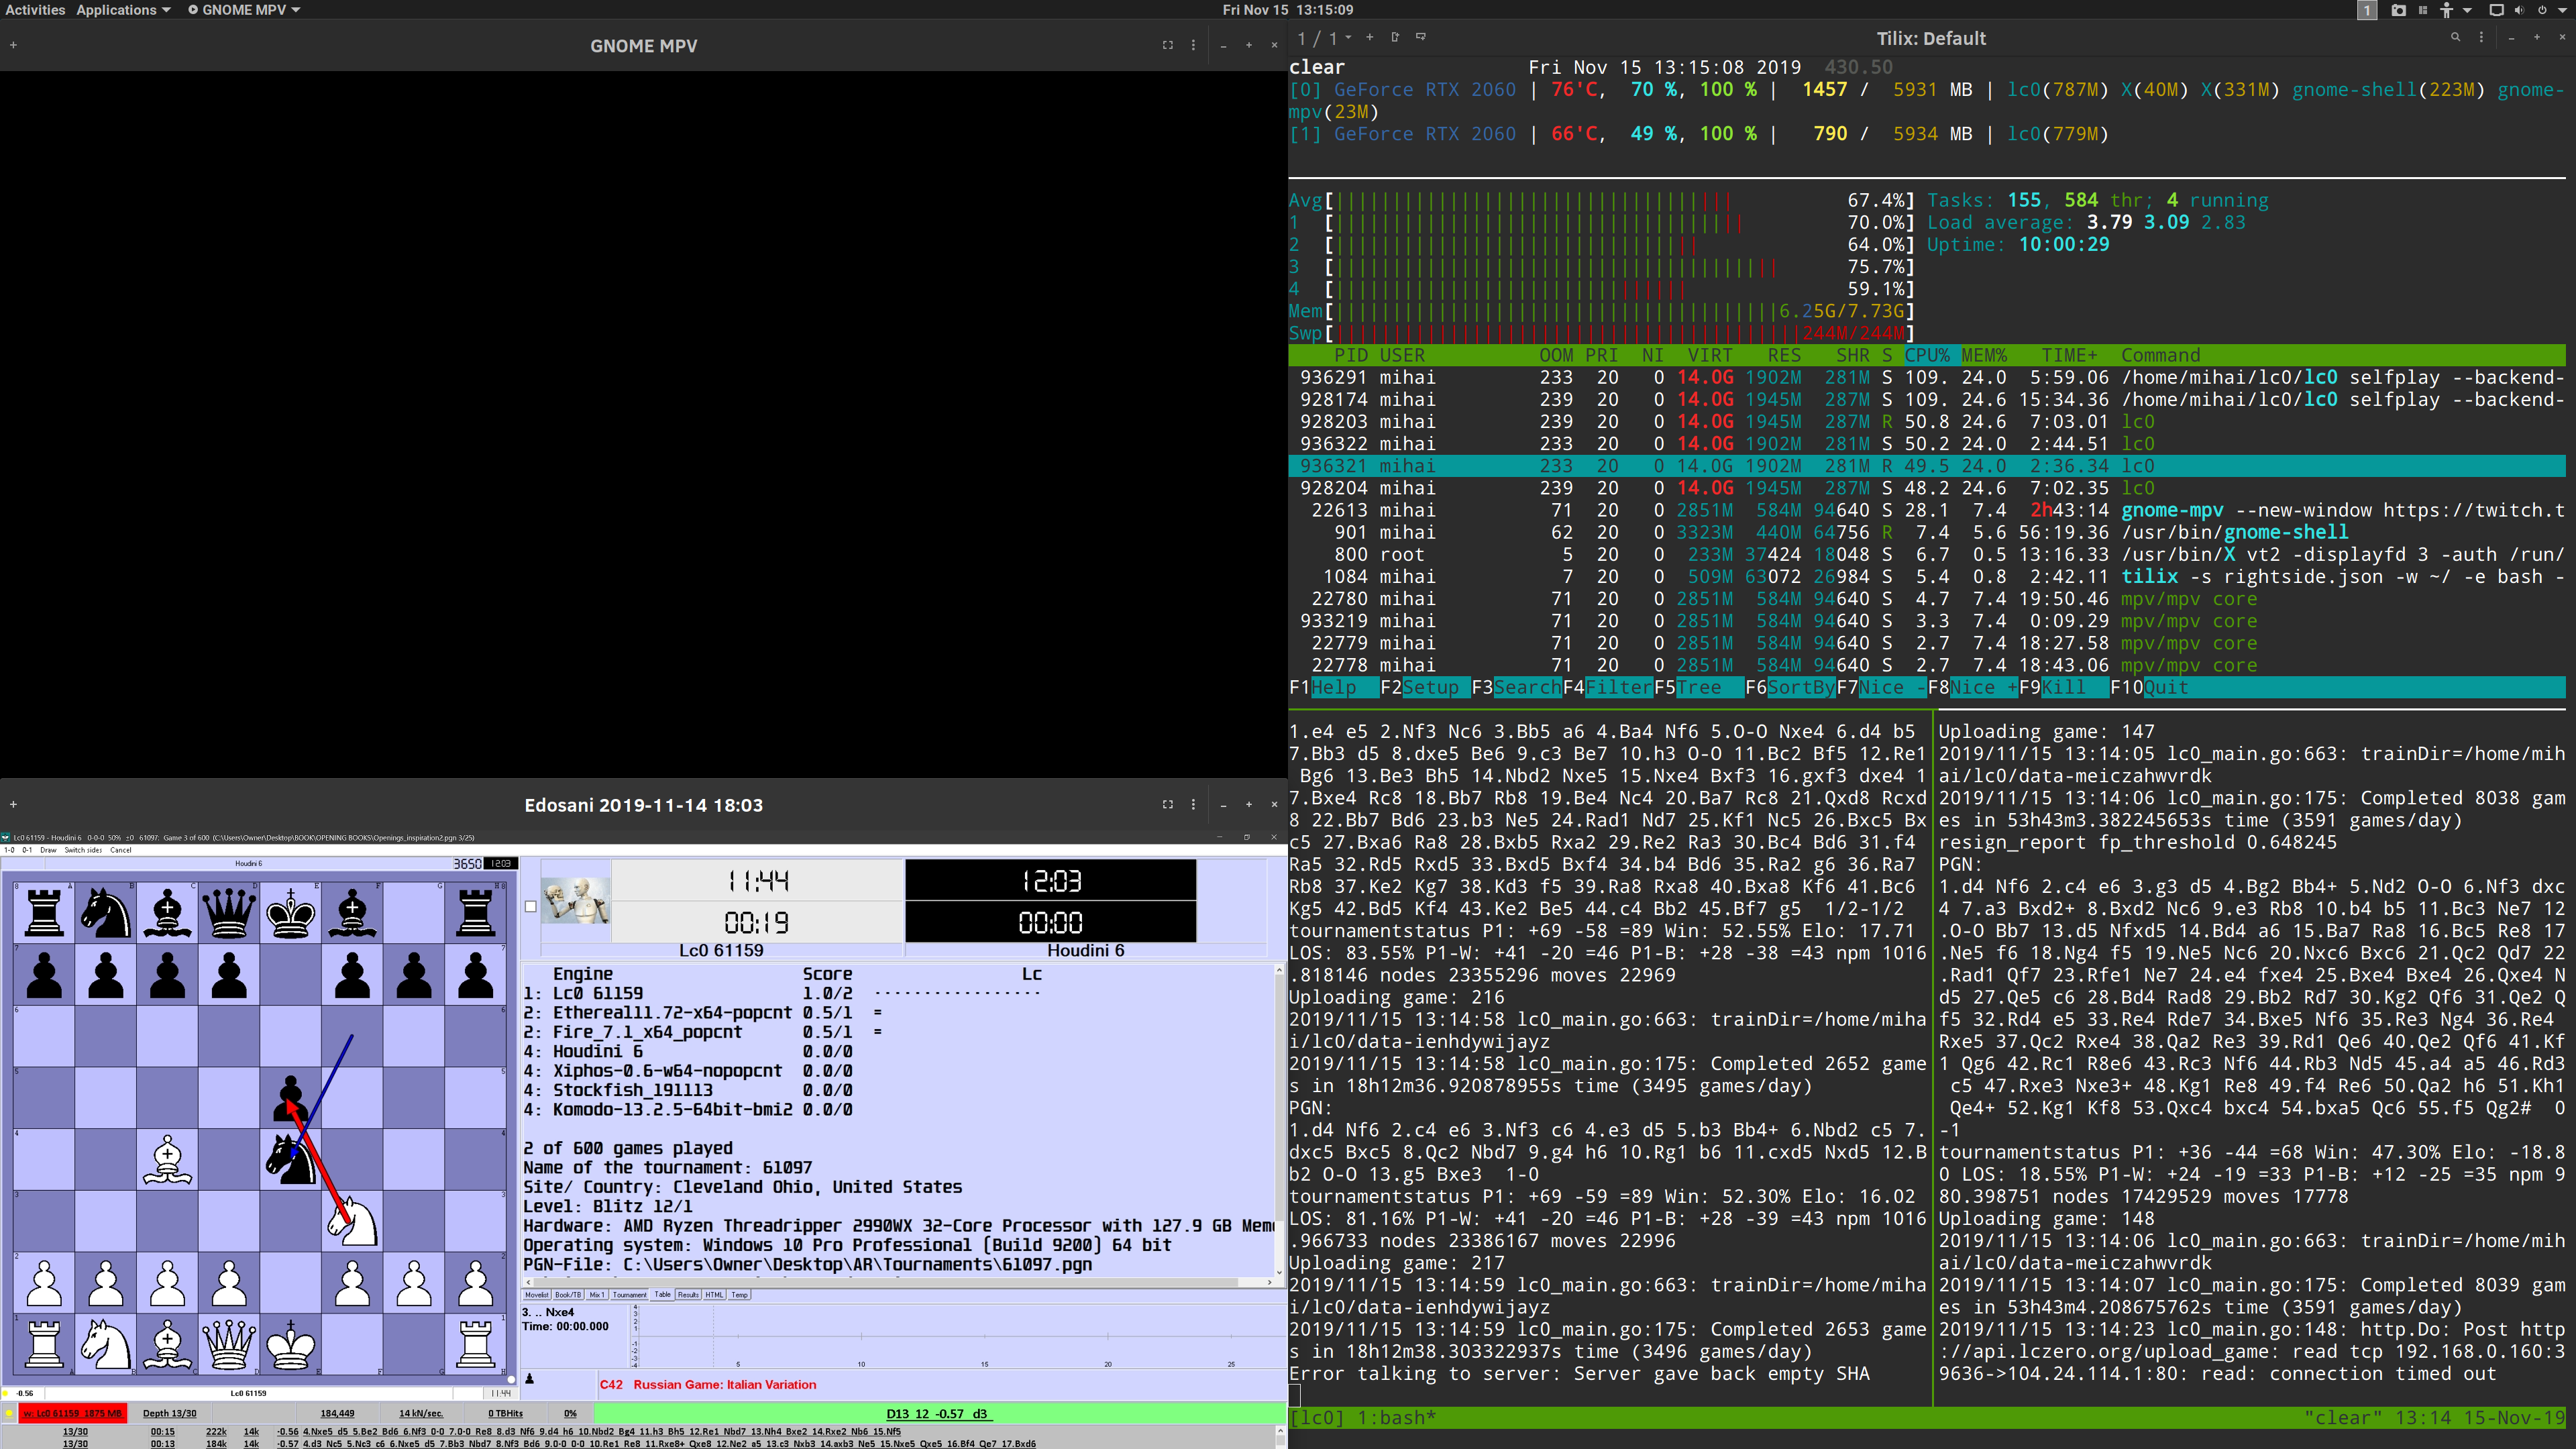 Activities Applications GNOME MPV Fri Nov 15 13:15:09 1
GNOME MPV
1 / 1 Tilix: Default
clear Fri Nov 15 13:15:08 2019 430.50
[0] GeForce RTX 2060 | 76'C, 70 %, 100 % | 1457 / 5931 MB | lc0(787M) X(40M) X(331M) gnome-shell(223M) gnome-
mpv(23M)
[1] GeForce RTX 2060 | 66'C, 49 %, 100 % | 790 / 5934 MB | lc0(779M)
Avg[ 67.4%] Tasks: 155, 584 thr; 4 running
1 [ 70.0%] Load average: 3.79 3.09 2.83
2 [ 64.0%] Uptime: 10:00:29
3 [ 75.7%]
4 [ 59.1%]
Mem[ 6.25G/7.73G]
Swp[ 244M/244M]
PID USER OOM PRI NI VIRT RES SHR S CPU% MEM% TIME+ Command
936291 mihai 233 20 0 14.0G 1902M 281M S 109. 24.0 5:59.06 /home/mihai/lc0/lc0 selfplay --backend-
928174 mihai 239 20 0 14.0G 1945M 287M S 109. 24.6 15:34.36 /home/mihai/lc0/lc0 selfplay --backend-
928203 mihai 239 20 0 14.0G 1945M 287M R 50.8 24.6 7:03.01 lc0
936322 mihai 233 20 0 14.0G 1902M 281M S 50.2 24.0 2:44.51 lc0
936321 mihai 233 20 0 14.0G 1902M 281M R 49.5 24.0 2:36.34 lc0
928204 mihai 239 20 0 14.0G 1945M 287M S 48.2 24.6 7:02.35 lc0
22613 mihai 71 20 0 2851M 584M 94640 S 28.1 7.4 2h43:14 gnome-mpv --new-window https://twitch.t
901 mihai 62 20 0 3323M 440M 64756 R 7.4 5.6 56:19.36 /usr/bin/gnome-shell
800 root 5 20 0 233M 37424 18048 S 6.7 0.5 13:16.33 /usr/bin/X vt2 -displayfd 3 -auth /run/
1084 mihai 7 20 0 509M 63072 26984 S 5.4 0.8 2:42.11 tilix -s rightside.json -w ~/ -e bash -
22780 mihai 71 20 0 2851M 584M 94640 S 4.7 7.4 19:50.46 mpv/mpv core
933219 mihai 71 20 0 2851M 584M 94640 S 3.3 7.4 0:09.29 mpv/mpv core
22779 mihai 71 20 0 2851M 584M 94640 S 2.7 7.4 18:27.58 mpv/mpv core
22778 mihai 71 20 0 2851M 584M 94640 S 2.7 7.4 18:43.06 mpv/mpv core
F1Help F2Setup F3SearchF4FilterF5Tree F6SortByF7Nice -F8Nice +F9Kill F10Quit
1.e4 e5 2.Nf3 Nc6 3.Bb5 a6 4.Ba4 Nf6 5.O-O Nxe4 6.d4 b5
7.Bb3 d5 8.dxe5 Be6 9.c3 Be7 10.h3 O-O 11.Bc2 Bf5 12.Re1
Bg6 13.Be3 Bh5 14.Nbd2 Nxe5 15.Nxe4 Bxf3 16.gxf3 dxe4 1
7.Bxe4 Rc8 18.Bb7 Rb8 19.Be4 Nc4 20.Ba7 Rc8 21.Qxd8 Rcxd
8 22.Bb7 Bd6 23.b3 Ne5 24.Rad1 Nd7 25.Kf1 Nc5 26.Bxc5 Bx
c5 27.Bxa6 Ra8 28.Bxb5 Rxa2 29.Re2 Ra3 30.Bc4 Bd6 31.f4
Ra5 32.Rd5 Rxd5 33.Bxd5 Bxf4 34.b4 Bd6 35.Ra2 g6 36.Ra7
Rb8 37.Ke2 Kg7 38.Kd3 f5 39.Ra8 Rxa8 40.Bxa8 Kf6 41.Bc6
Kg5 42.Bd5 Kf4 43.Ke2 Be5 44.c4 Bb2 45.Bf7 g5 1/2-1/2
tournamentstatus P1: +69 -58 =89 Win: 52.55% Elo: 17.71
LOS: 83.55% P1-W: +41 -20 =46 P1-B: +28 -38 =43 npm 1016
.818146 nodes 23355296 moves 22969
Uploading game: 216
2019/11/15 13:14:58 lc0_main.go:663: trainDir=/home/miha
i/lc0/data-ienhdywijayz
2019/11/15 13:14:58 lc0_main.go:175: Completed 2652 game
s in 18h12m36.920878955s time (3495 games/day)
PGN:
1.d4 Nf6 2.c4 e6 3.Nf3 c6 4.e3 d5 5.b3 Bb4+ 6.Nbd2 c5 7.
dxc5 Bxc5 8.Qc2 Nbd7 9.g4 h6 10.Rg1 b6 11.cxd5 Nxd5 12.B
b2 O-O 13.g5 Bxe3 1-0
tournamentstatus P1: +69 -59 =89 Win: 52.30% Elo: 16.02
LOS: 81.16% P1-W: +41 -20 =46 P1-B: +28 -39 =43 npm 1016
.966733 nodes 23386167 moves 22996
Uploading game: 217
2019/11/15 13:14:59 lc0_main.go:663: trainDir=/home/miha
i/lc0/data-ienhdywijayz
2019/11/15 13:14:59 lc0_main.go:175: Completed 2653 game
s in 18h12m38.303322937s time (3496 games/day)
Error talking to server: Server gave back empty SHA
Uploading game: 147
2019/11/15 13:14:05 lc0_main.go:663: trainDir=/home/mih
ai/lc0/data-meiczahwvrdk
2019/11/15 13:14:06 lc0_main.go:175: Completed 8038 gam
es in 53h43m3.382245653s time (3591 games/day)
resign_report fp_threshold 0.648245
PGN:
1.d4 Nf6 2.c4 e6 3.g3 d5 4.Bg2 Bb4+ 5.Nd2 O-O 6.Nf3 dxc
4 7.a3 Bxd2+ 8.Bxd2 Nc6 9.e3 Rb8 10.b4 b5 11.Bc3 Ne7 12
.O-O Bb7 13.d5 Nfxd5 14.Bd4 a6 15.Ba7 Ra8 16.Bc5 Re8 17
.Ne5 f6 18.Ng4 f5 19.Ne5 Nc6 20.Nxc6 Bxc6 21.Qc2 Qd7 22
.Rad1 Qf7 23.Rfe1 Ne7 24.e4 fxe4 25.Bxe4 Bxe4 26.Qxe4 N
d5 27.Qe5 c6 28.Bd4 Rad8 29.Bb2 Rd7 30.Kg2 Qf6 31.Qe2 Q
f5 32.Rd4 e5 33.Re4 Rde7 34.Bxe5 Nf6 35.Re3 Ng4 36.Re4
Rxe5 37.Qc2 Rxe4 38.Qa2 Re3 39.Rd1 Qe6 40.Qe2 Qf6 41.Kf
1 Qg6 42.Rc1 R8e6 43.Rc3 Nf6 44.Rb3 Nd5 45.a4 a5 46.Rd3
c5 47.Rxe3 Nxe3+ 48.Kg1 Re8 49.f4 Re6 50.Qa2 h6 51.Kh1
Qe4+ 52.Kg1 Kf8 53.Qxc4 bxc4 54.bxa5 Qc6 55.f5 Qg2# 0
-1
tournamentstatus P1: +36 -44 =68 Win: 47.30% Elo: -18.8
0 LOS: 18.55% P1-W: +24 -19 =33 P1-B: +12 -25 =35 npm 9
80.398751 nodes 17429529 moves 17778
Uploading game: 148
2019/11/15 13:14:06 lc0_main.go:663: trainDir=/home/mih
ai/lc0/data-meiczahwvrdk
2019/11/15 13:14:07 lc0_main.go:175: Completed 8039 gam
es in 53h43m4.208675762s time (3591 games/day)
2019/11/15 13:14:23 lc0_main.go:148: http.Do: Post http
://api.lczero.org/upload_game: read tcp 192.168.0.160:3
9636->104.24.114.1:80: read: connection timed out
[lc0] 1:bash* "clear" 13:14 15-Nov-19
Edosani 2019-11-14 18:03
Lc0 61159 - Houdini 6 0-0-0 50% ±0 61097: Game 3 of 600 (C:\Users\Owner\Desktop\BOOK\OPENING BOOKS\Openings_inspiration2.pgn 3/25)
1-0 0-1 Draw Switch sides Cancel
Houdini 6 3650 12:03
11:44 12:03
00:19 00:00
Lc0 61159 Houdini 6
Engine Score Lc
1: Lc0 61159 1.0/2 ··················
2: Ethereal11.72-x64-popcnt 0.5/1 =
2: Fire_7.1_x64_popcnt 0.5/1 =
4: Houdini 6 0.0/0
4: Xiphos-0.6-w64-nopopcnt 0.0/0
4: Stockfish_191113 0.0/0
4: Komodo-13.2.5-64bit-bmi2 0.0/0
2 of 600 games played
Name of the tournament: 61097
Site/ Country: Cleveland Ohio, United States
Level: Blitz 12/1
Hardware: AMD Ryzen Threadripper 2990WX 32-Core Processor with 127.9 GB Mem
Operating system: Windows 10 Pro Professional (Build 9200) 64 bit
PGN-File: C:\Users\Owner\Desktop\AR\Tournaments\61097.pgn
Movelist Book/TB Mix 1 Tournament Table Results HTML Temp
3. .. Nxe4
Time: 00:00.000
5 10 15 20 25
C42 Russian Game: Italian Variation
-0.56 Lc0 61159 11:44
w: Lc0 61159 1875 MB Depth 13/30 184,449 14 kN/sec. 0 TBHits 0% D13 12 -0.57 d3
13/30 00:15 222k 14k -0.56 4.Nxe5 d5 5.Be2 Bd6 6.Nf3 0-0 7.0-0 Re8 8.d3 Nf6 9.d4 h6 10.Nbd2 Bg4 11.h3 Bh5 12.Re1 Nbd7 13.Nh4 Bxe2 14.Rxe2 Nb6 15.Nf5
13/30 00:13 184k 14k -0.57 4.d3 Nc5 5.Nc3 c6 6.Nxe5 d5 7.Bb3 Nbd7 8.Nf3 Bd6 9.0-0 0-0 10.Re1 Re8 11.Rxe8+ Qxe8 12.Ne2 a5 13.c3 Nxb3 14.axb3 Ne5 15.Nxe5 Qxe5 16.Bf4 Qe7 17.Bxd6